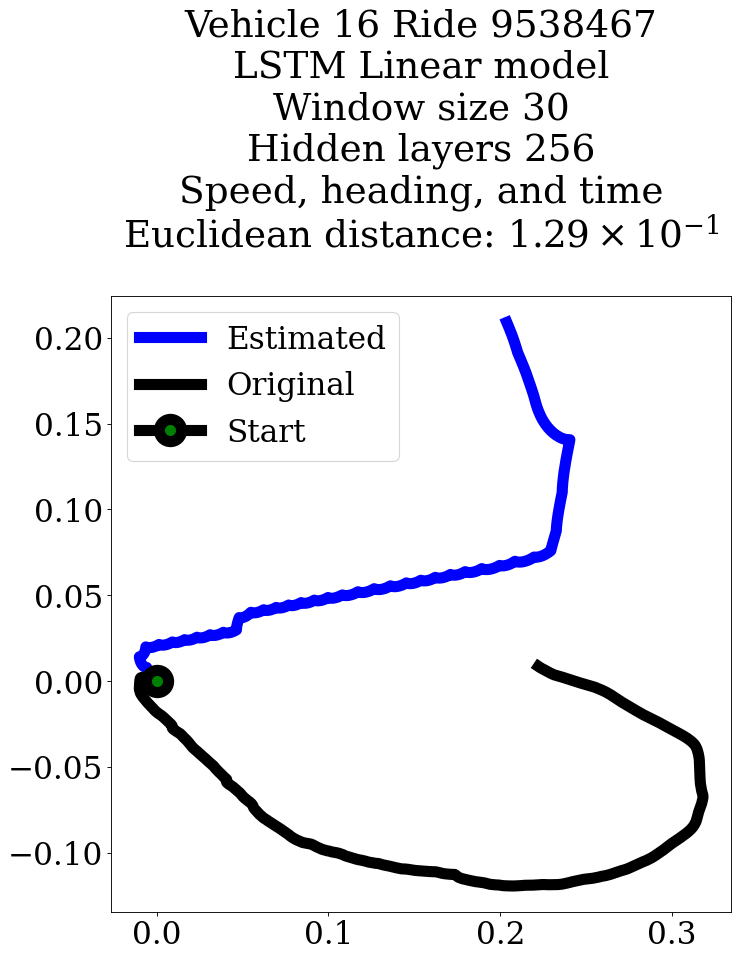 Vehicle 16 Ride 9538467
LSTM Linear model
Window size 30
Hidden layers 256
Speed, heading, and time
Euclidean distance: 1.29 × 10⁻¹
Estimated
Original
Start
0.20
0.15
0.10
0.05
0.00
−0.05
−0.10
0.0 0.1 0.2 0.3